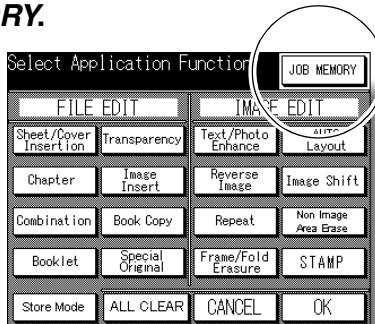 RY.
Select Application Function
JOB MEMORY
FILE EDIT
IMAGE EDIT
Sheet/Cover
Insertion
Transparency
Text/Photo
Enhance
AUTO
Layout
Chapter
Image
Insert
Reverse
Image
Image Shift
Combination
Book Copy
Repeat
Non Image
Area Erase
Booklet
Special
Original
Frame/Fold
Erasure
STAMP
Store Mode
ALL CLEAR
CANCEL
OK